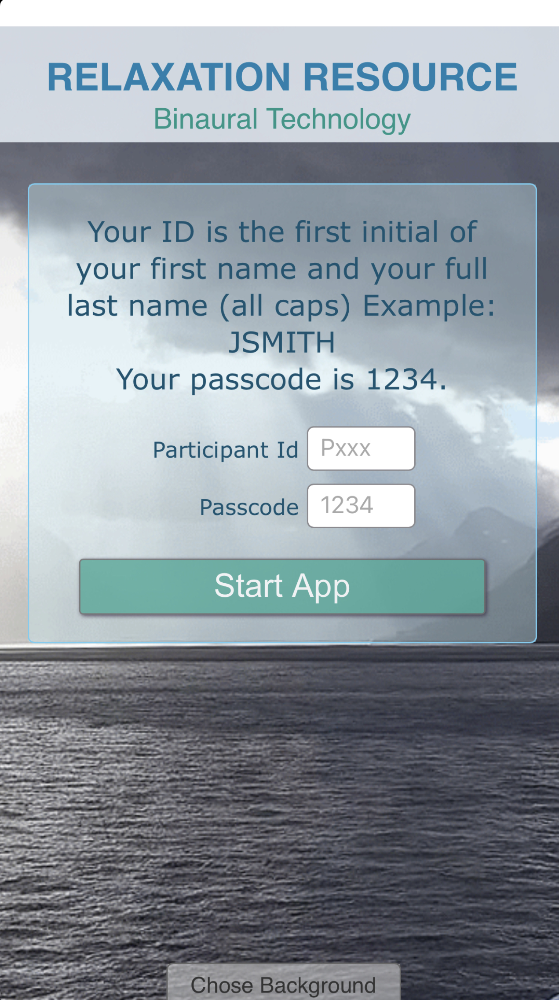 RELAXATION RESOURCE
Binaural Technology
Your ID is the first initial of
your first name and your full
last name (all caps) Example:
JSMITH
Your passcode is 1234.
Participant Id Pxxx
Passcode 1234
Start App
Chose Background